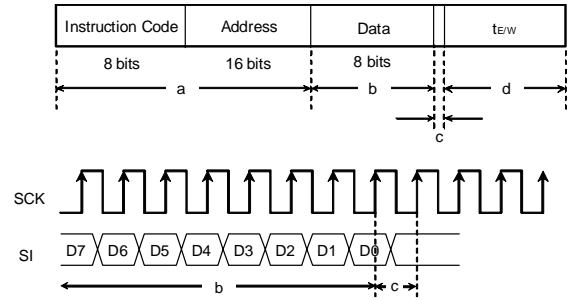 Instruction Code Address Data tE/W
8 bits 16 bits 8 bits
a b d
c
SCK
SI D7 D6 D5 D4 D3 D2 D1 D0
b c